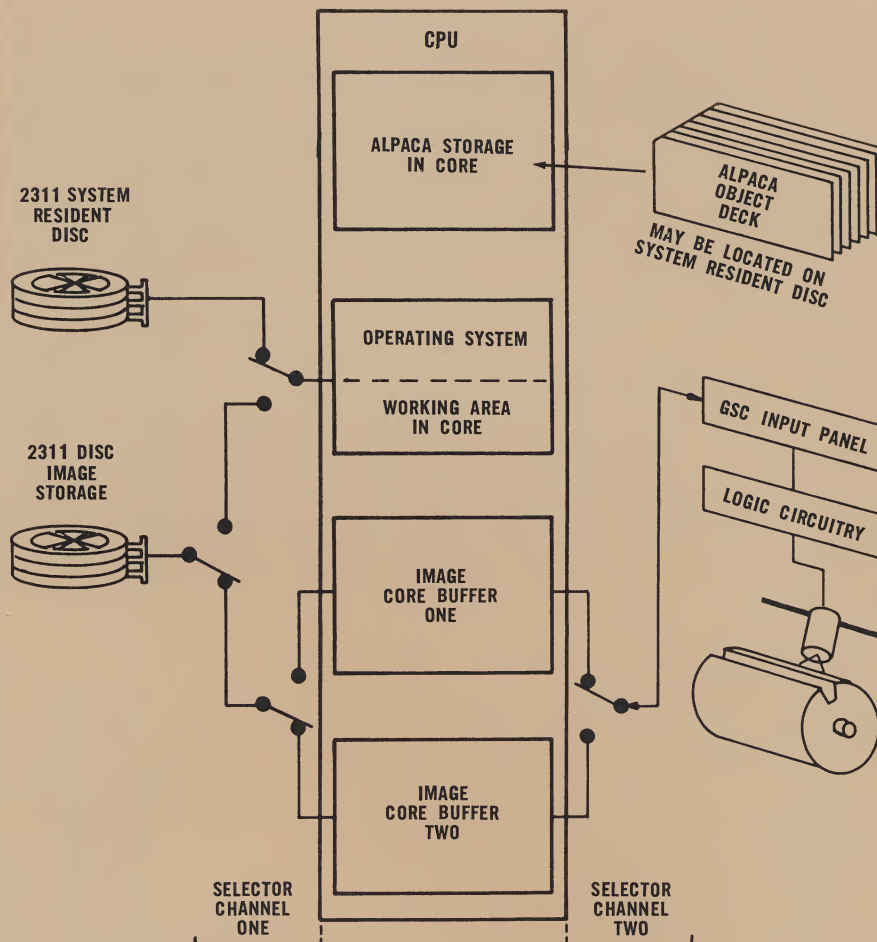 CPU
ALPACA STORAGE
IN CORE
ALPACA
OBJECT
DECK
MAY BE LOCATED ON
SYSTEM RESIDENT DISC
2311 SYSTEM
RESIDENT
DISC
OPERATING SYSTEM
WORKING AREA
IN CORE
GSC INPUT PANEL
LOGIC CIRCUITRY
2311 DISC
IMAGE
STORAGE
IMAGE
CORE BUFFER
ONE
IMAGE
CORE BUFFER
TWO
SELECTOR
CHANNEL
ONE
SELECTOR
CHANNEL
TWO